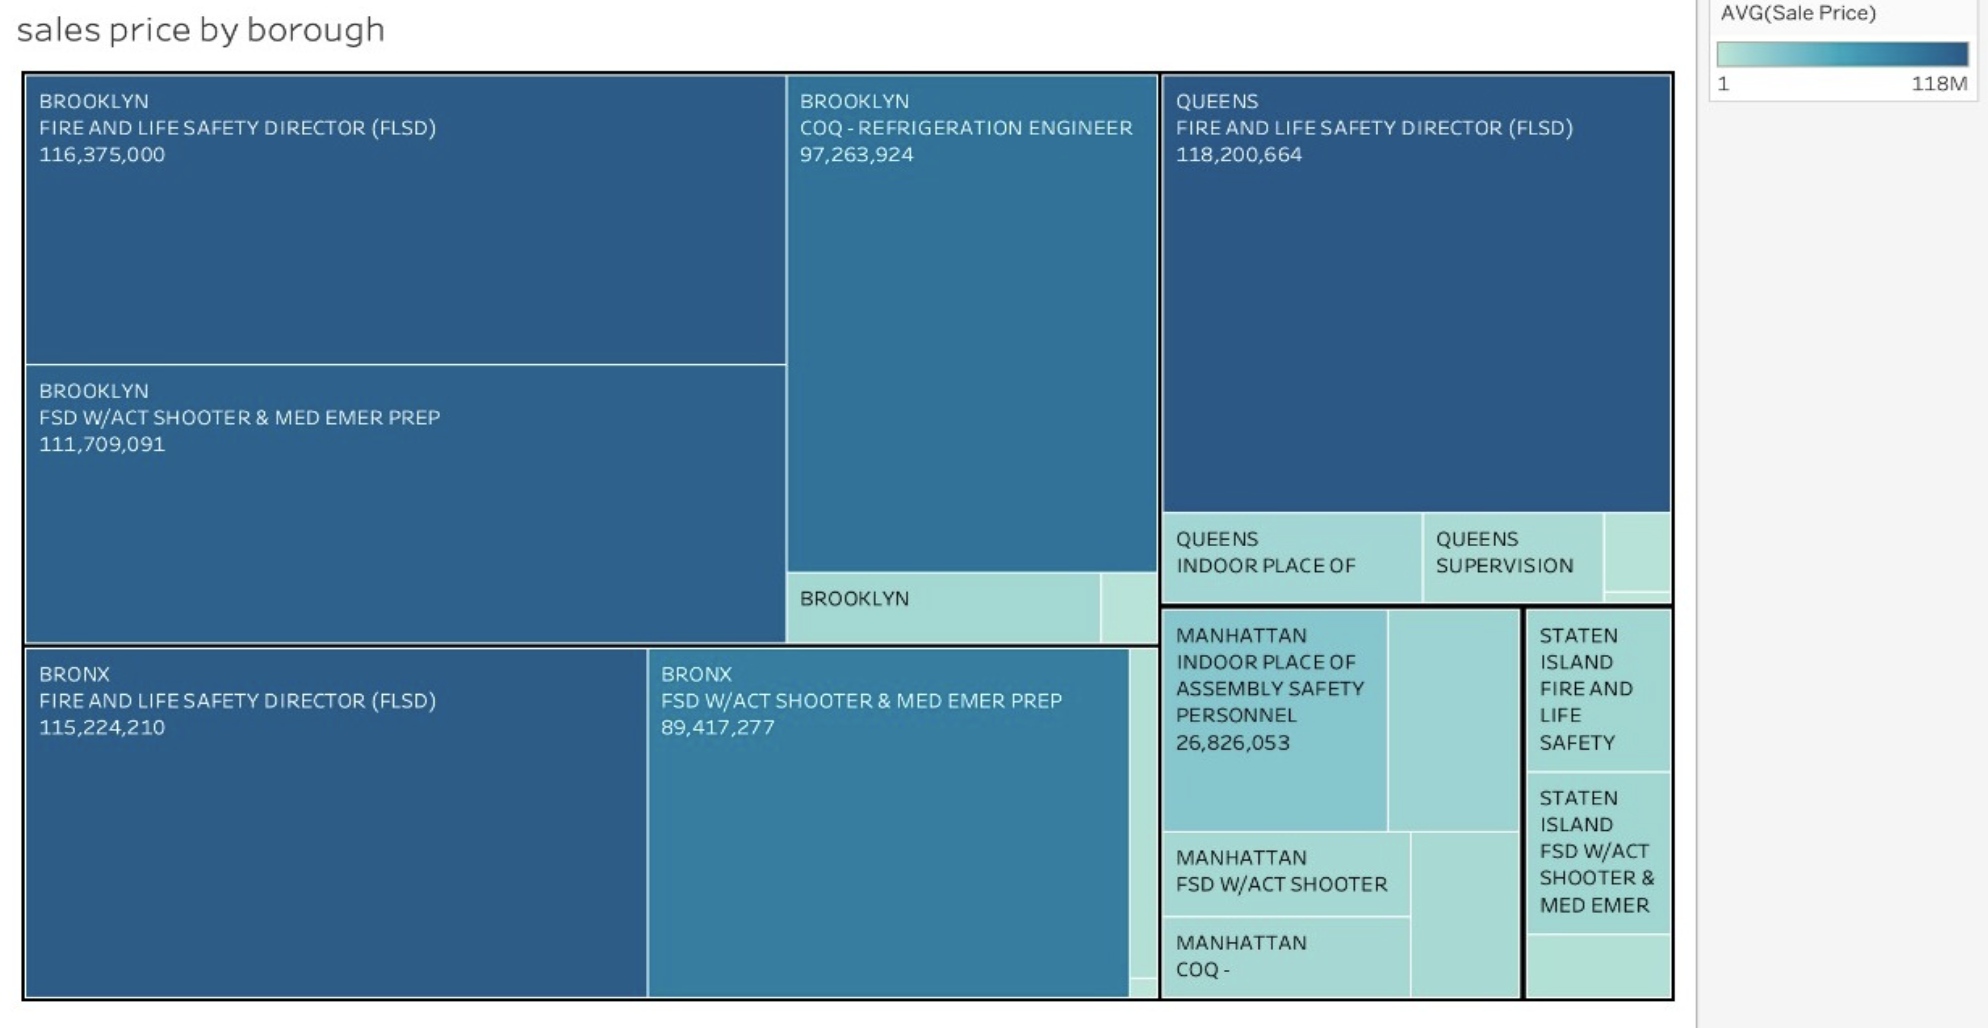 sales price by borough
AVG(Sale Price)
1 118M
BROOKLYN
FIRE AND LIFE SAFETY DIRECTOR (FLSD)
116,375,000
BROOKLYN
COQ - REFRIGERATION ENGINEER
97,263,924
QUEENS
FIRE AND LIFE SAFETY DIRECTOR (FLSD)
118,200,664
BROOKLYN
FSD W/ACT SHOOTER & MED EMER PREP
111,709,091
BROOKLYN
QUEENS
INDOOR PLACE OF
QUEENS
SUPERVISION
BRONX
FIRE AND LIFE SAFETY DIRECTOR (FLSD)
115,224,210
BRONX
FSD W/ACT SHOOTER & MED EMER PREP
89,417,277
MANHATTAN
INDOOR PLACE OF
ASSEMBLY SAFETY
PERSONNEL
26,826,053
MANHATTAN
FSD W/ACT SHOOTER
MANHATTAN
COQ -
STATEN
ISLAND
FIRE AND
LIFE
SAFETY
STATEN
ISLAND
FSD W/ACT
SHOOTER &
MED EMER